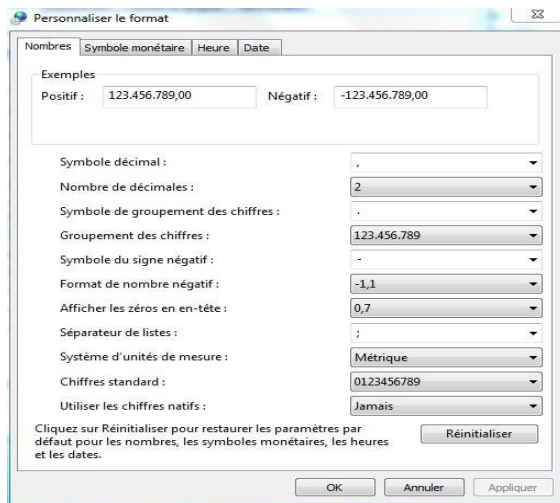 Personnaliser le format
Nombres Symbole monétaire Heure Date
Exemples
Positif : 123.456.789,00 Négatif : -123.456.789,00
Symbole décimal : ,
Nombre de décimales : 2
Symbole de groupement des chiffres : .
Groupement des chiffres : 123.456.789
Symbole du signe négatif : -
Format de nombre négatif : -1,1
Afficher les zéros en en-tête : 0,7
Séparateur de listes : ;
Système d'unités de mesure : Métrique
Chiffres standard : 0123456789
Utiliser les chiffres natifs : Jamais
Cliquez sur Réinitialiser pour restaurer les paramètres par
défaut pour les nombres, les symboles monétaires, les heures
et les dates.
Réinitialiser
OK Annuler Appliquer